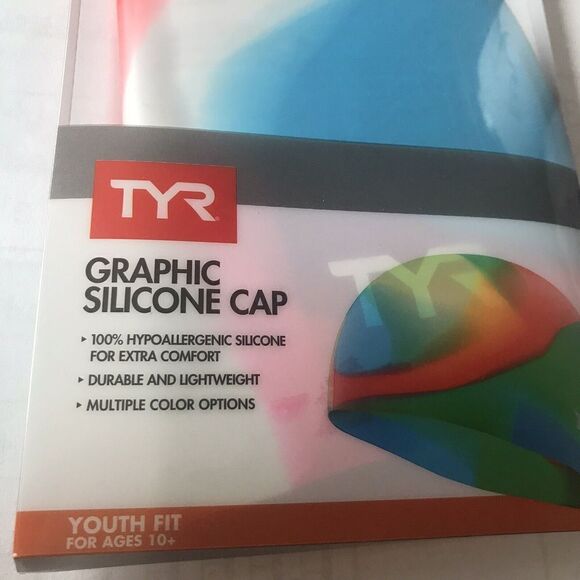 TYR
GRAPHIC
SILICONE CAP
TYR
▸ 100% HYPOALLERGENIC SILICONE
FOR EXTRA COMFORT
▸ DURABLE AND LIGHTWEIGHT
▸ MULTIPLE COLOR OPTIONS
YOUTH FIT
FOR AGES 10+